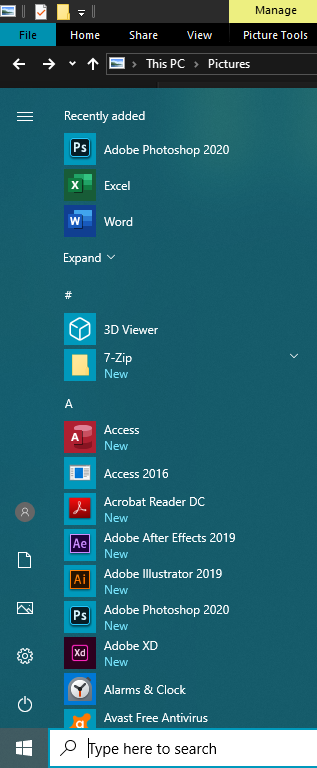 Manage
File Home Share View Picture Tools
This PC Pictures
Recently added
Ps Adobe Photoshop 2020
X Excel
W Word
Expand
#
3D Viewer
7-Zip
New
A
A Access
New
Access 2016
Acrobat Reader DC
New
Ae Adobe After Effects 2019
New
Ai Adobe Illustrator 2019
New
Ps Adobe Photoshop 2020
New
Xd Adobe XD
New
Alarms & Clock
Avast Free Antivirus
Type here to search